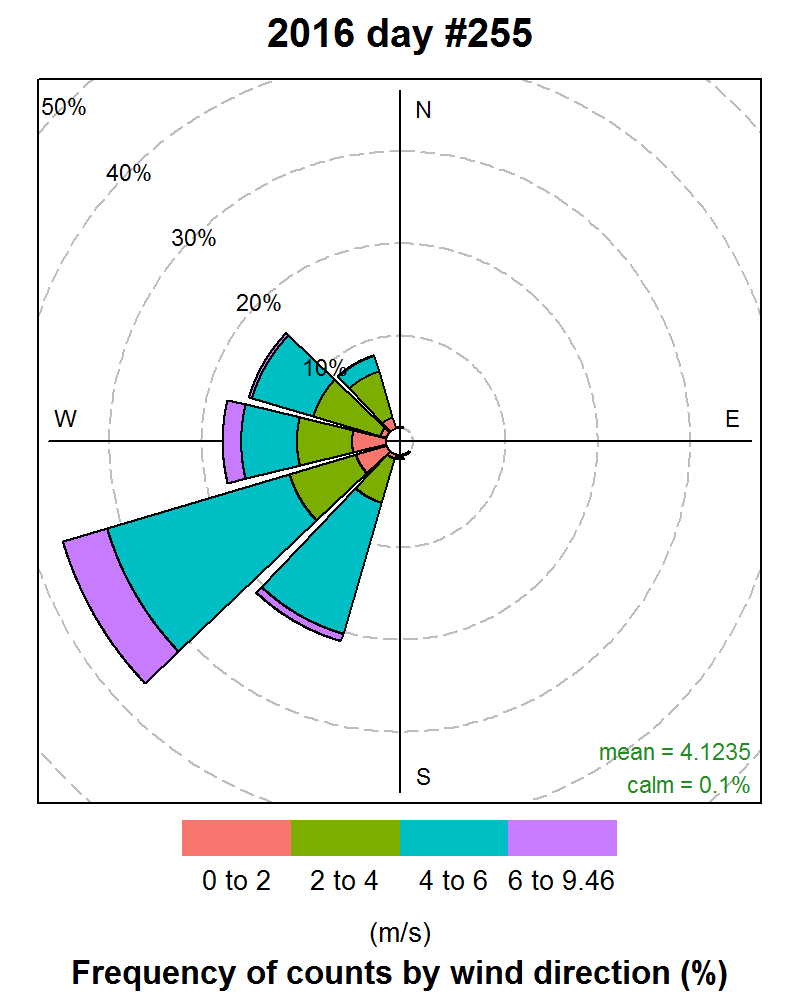 2016 day #255
50%
N
40%
30%
20%
10%
W
E
mean = 4.1235
S
calm = 0.1%
0 to 2
2 to 4
4 to 6
6 to 9.46
(m/s)
Frequency of counts by wind direction (%)